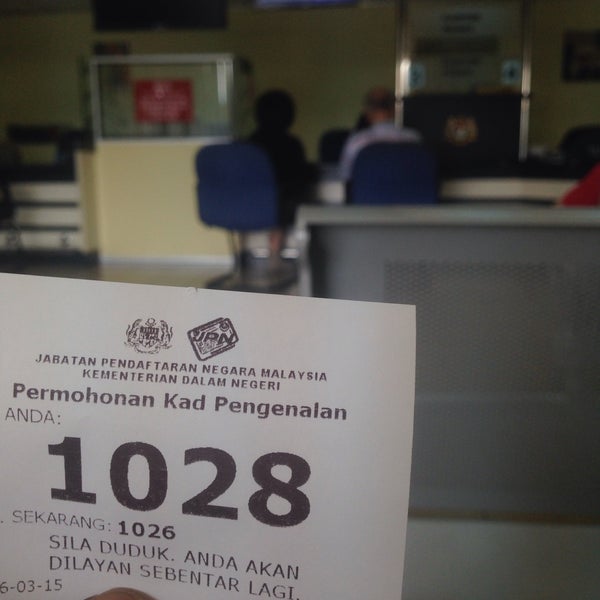 JPN
JABATAN PENDAFTARAN NEGARA MALAYSIA
KEMENTERIAN DALAM NEGERI
Permohonan Kad Pengenalan
ANDA:
1028
. SEKARANG: 1026
SILA DUDUK. ANDA AKAN
DILAYAN SEBENTAR LAGI.
6-03-15